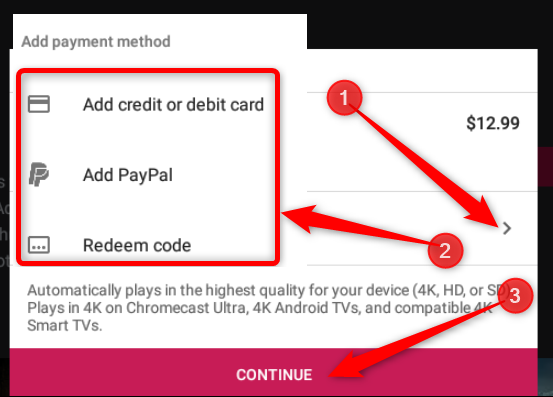 Add payment method
Add credit or debit card
1
$12.99
Add PayPal
Redeem code
2
Automatically plays in the highest quality for your device (4K, HD, or SD).
Plays in 4K on Chromecast Ultra, 4K Android TVs, and compatible 4K
Smart TVs.
3
CONTINUE